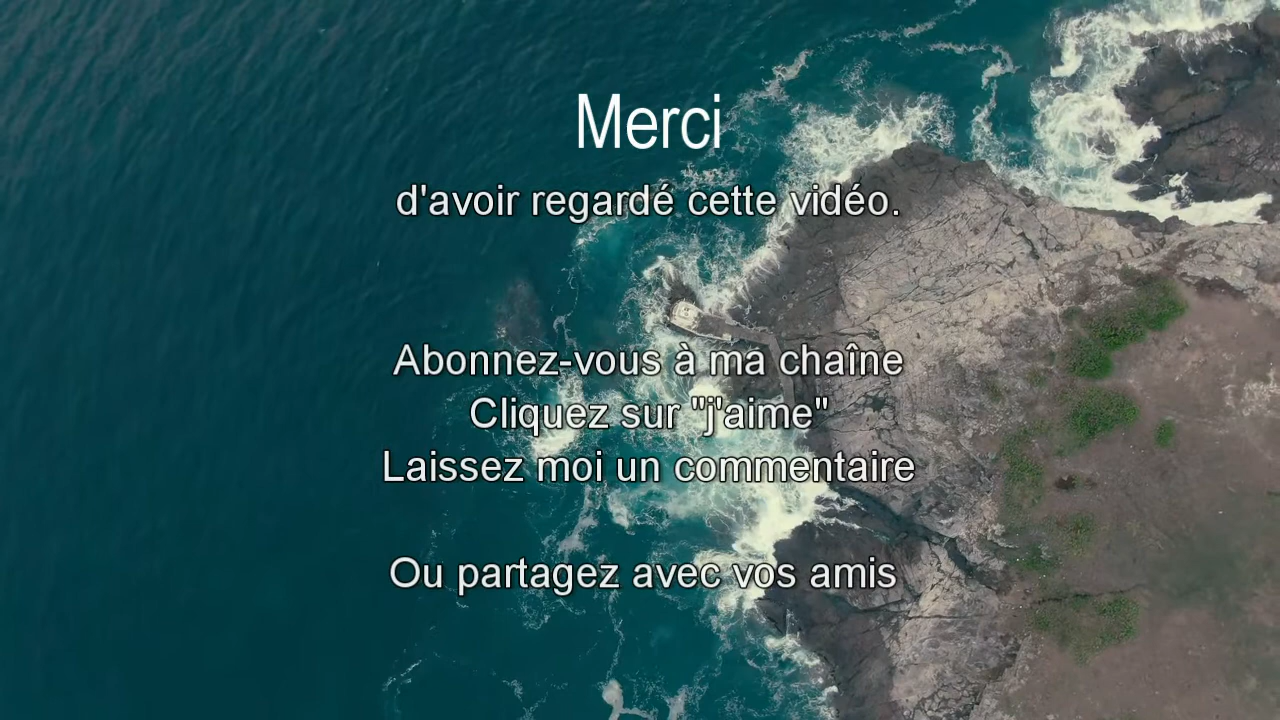 Merci
d'avoir regardé cette vidéo.
Abonnez-vous à ma chaîne
Cliquez sur "j'aime"
Laissez moi un commentaire
Ou partagez avec vos amis